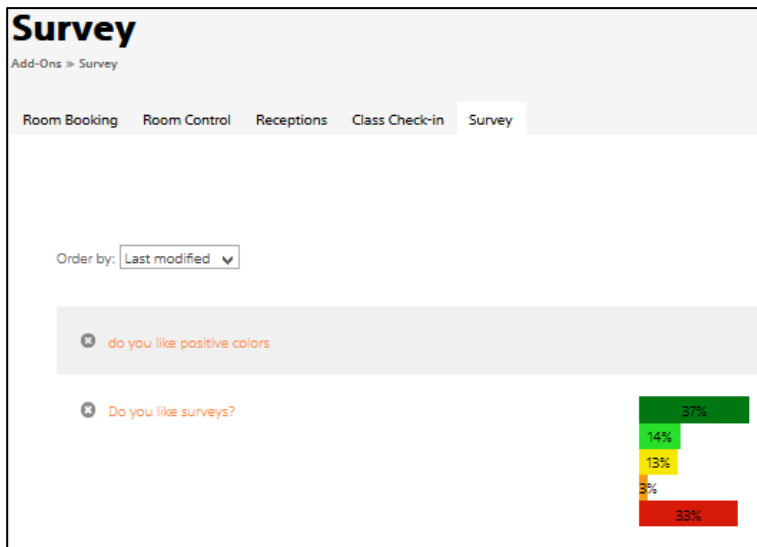 Survey
Add-Ons » Survey
Room Booking Room Control Receptions Class Check-in Survey
Order by: Last modified
do you like positive colors
Do you like surveys? 37%
14%
13%
3%
33%